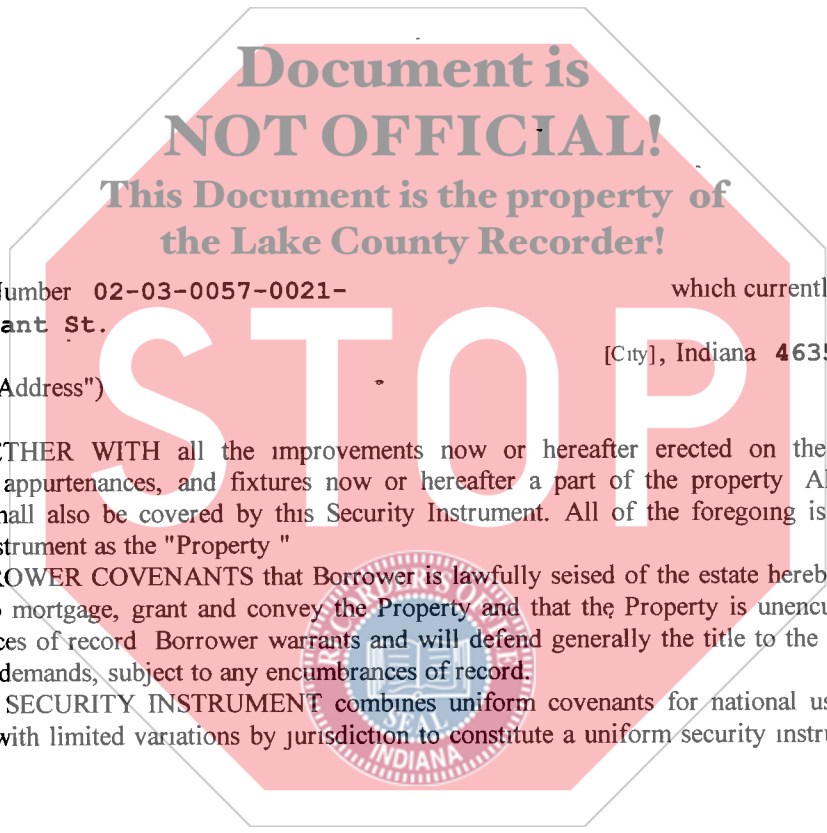 Document is
NOT OFFICIAL!
This Document is the property of
the Lake County Recorder!
umber 02-03-0057-0021- which currentl
ant St.
[City], Indiana 463
Address")
STOP
THER WITH all the improvements now or hereafter erected on the
appurtenances, and fixtures now or hereafter a part of the property Al
hall also be covered by this Security Instrument. All of the foregoing is
strument as the "Property "
OWER COVENANTS that Borrower is lawfully seised of the estate hereb
mortgage, grant and convey the Property and that the Property is unencu
ces of record Borrower warrants and will defend generally the title to the
demands, subject to any encumbrances of record.
SECURITY INSTRUMENT combines uniform covenants for national us
with limited variations by jurisdiction to constitute a uniform security instru
RECORDER'S OFFICE
SEAL
INDIANA